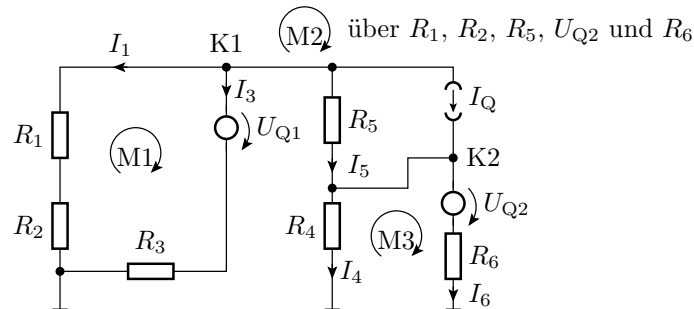 M2 über R1, R2, R5, UQ2 und R6
I1 K1
I3 IQ
R1 M1 UQ1 R5
I5 K2
R2 R3 R4 M3 UQ2
R6
I4 I6